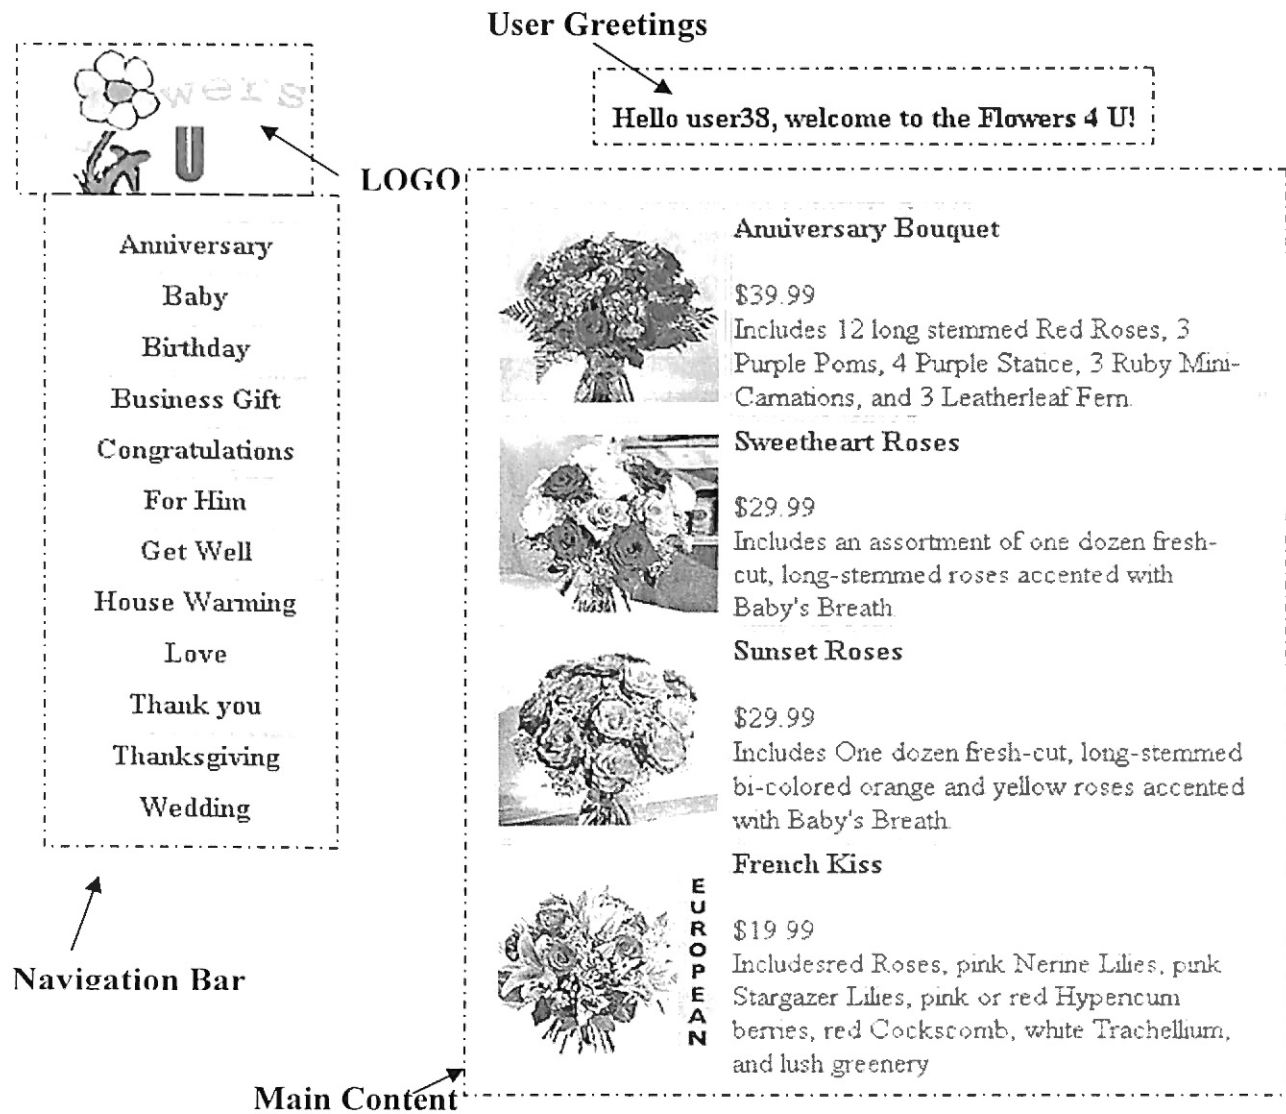 User Greetings
wers
U
Hello user38, welcome to the Flowers 4 U!
LOGO
Anniversary
Baby
Birthday
Business Gift
Congratulations
For Him
Get Well
House Warming
Love
Thank you
Thanksgiving
Wedding
Navigation Bar
Anniversary Bouquet
$39.99
Includes 12 long stemmed Red Roses, 3
Purple Poms, 4 Purple Statice, 3 Ruby Mini-
Carnations, and 3 Leatherleaf Fern.
Sweetheart Roses
$29.99
Includes an assortment of one dozen fresh-
cut, long-stemmed roses accented with
Baby's Breath.
Sunset Roses
$29.99
Includes One dozen fresh-cut, long-stemmed
bi-colored orange and yellow roses accented
with Baby's Breath.
French Kiss
EUROPEAN
$19.99
Includesred Roses, pink Nerine Lilies, pink
Stargazer Lilies, pink or red Hypericum
berries, red Cockscomb, white Trachellium,
and lush greenery
Main Content